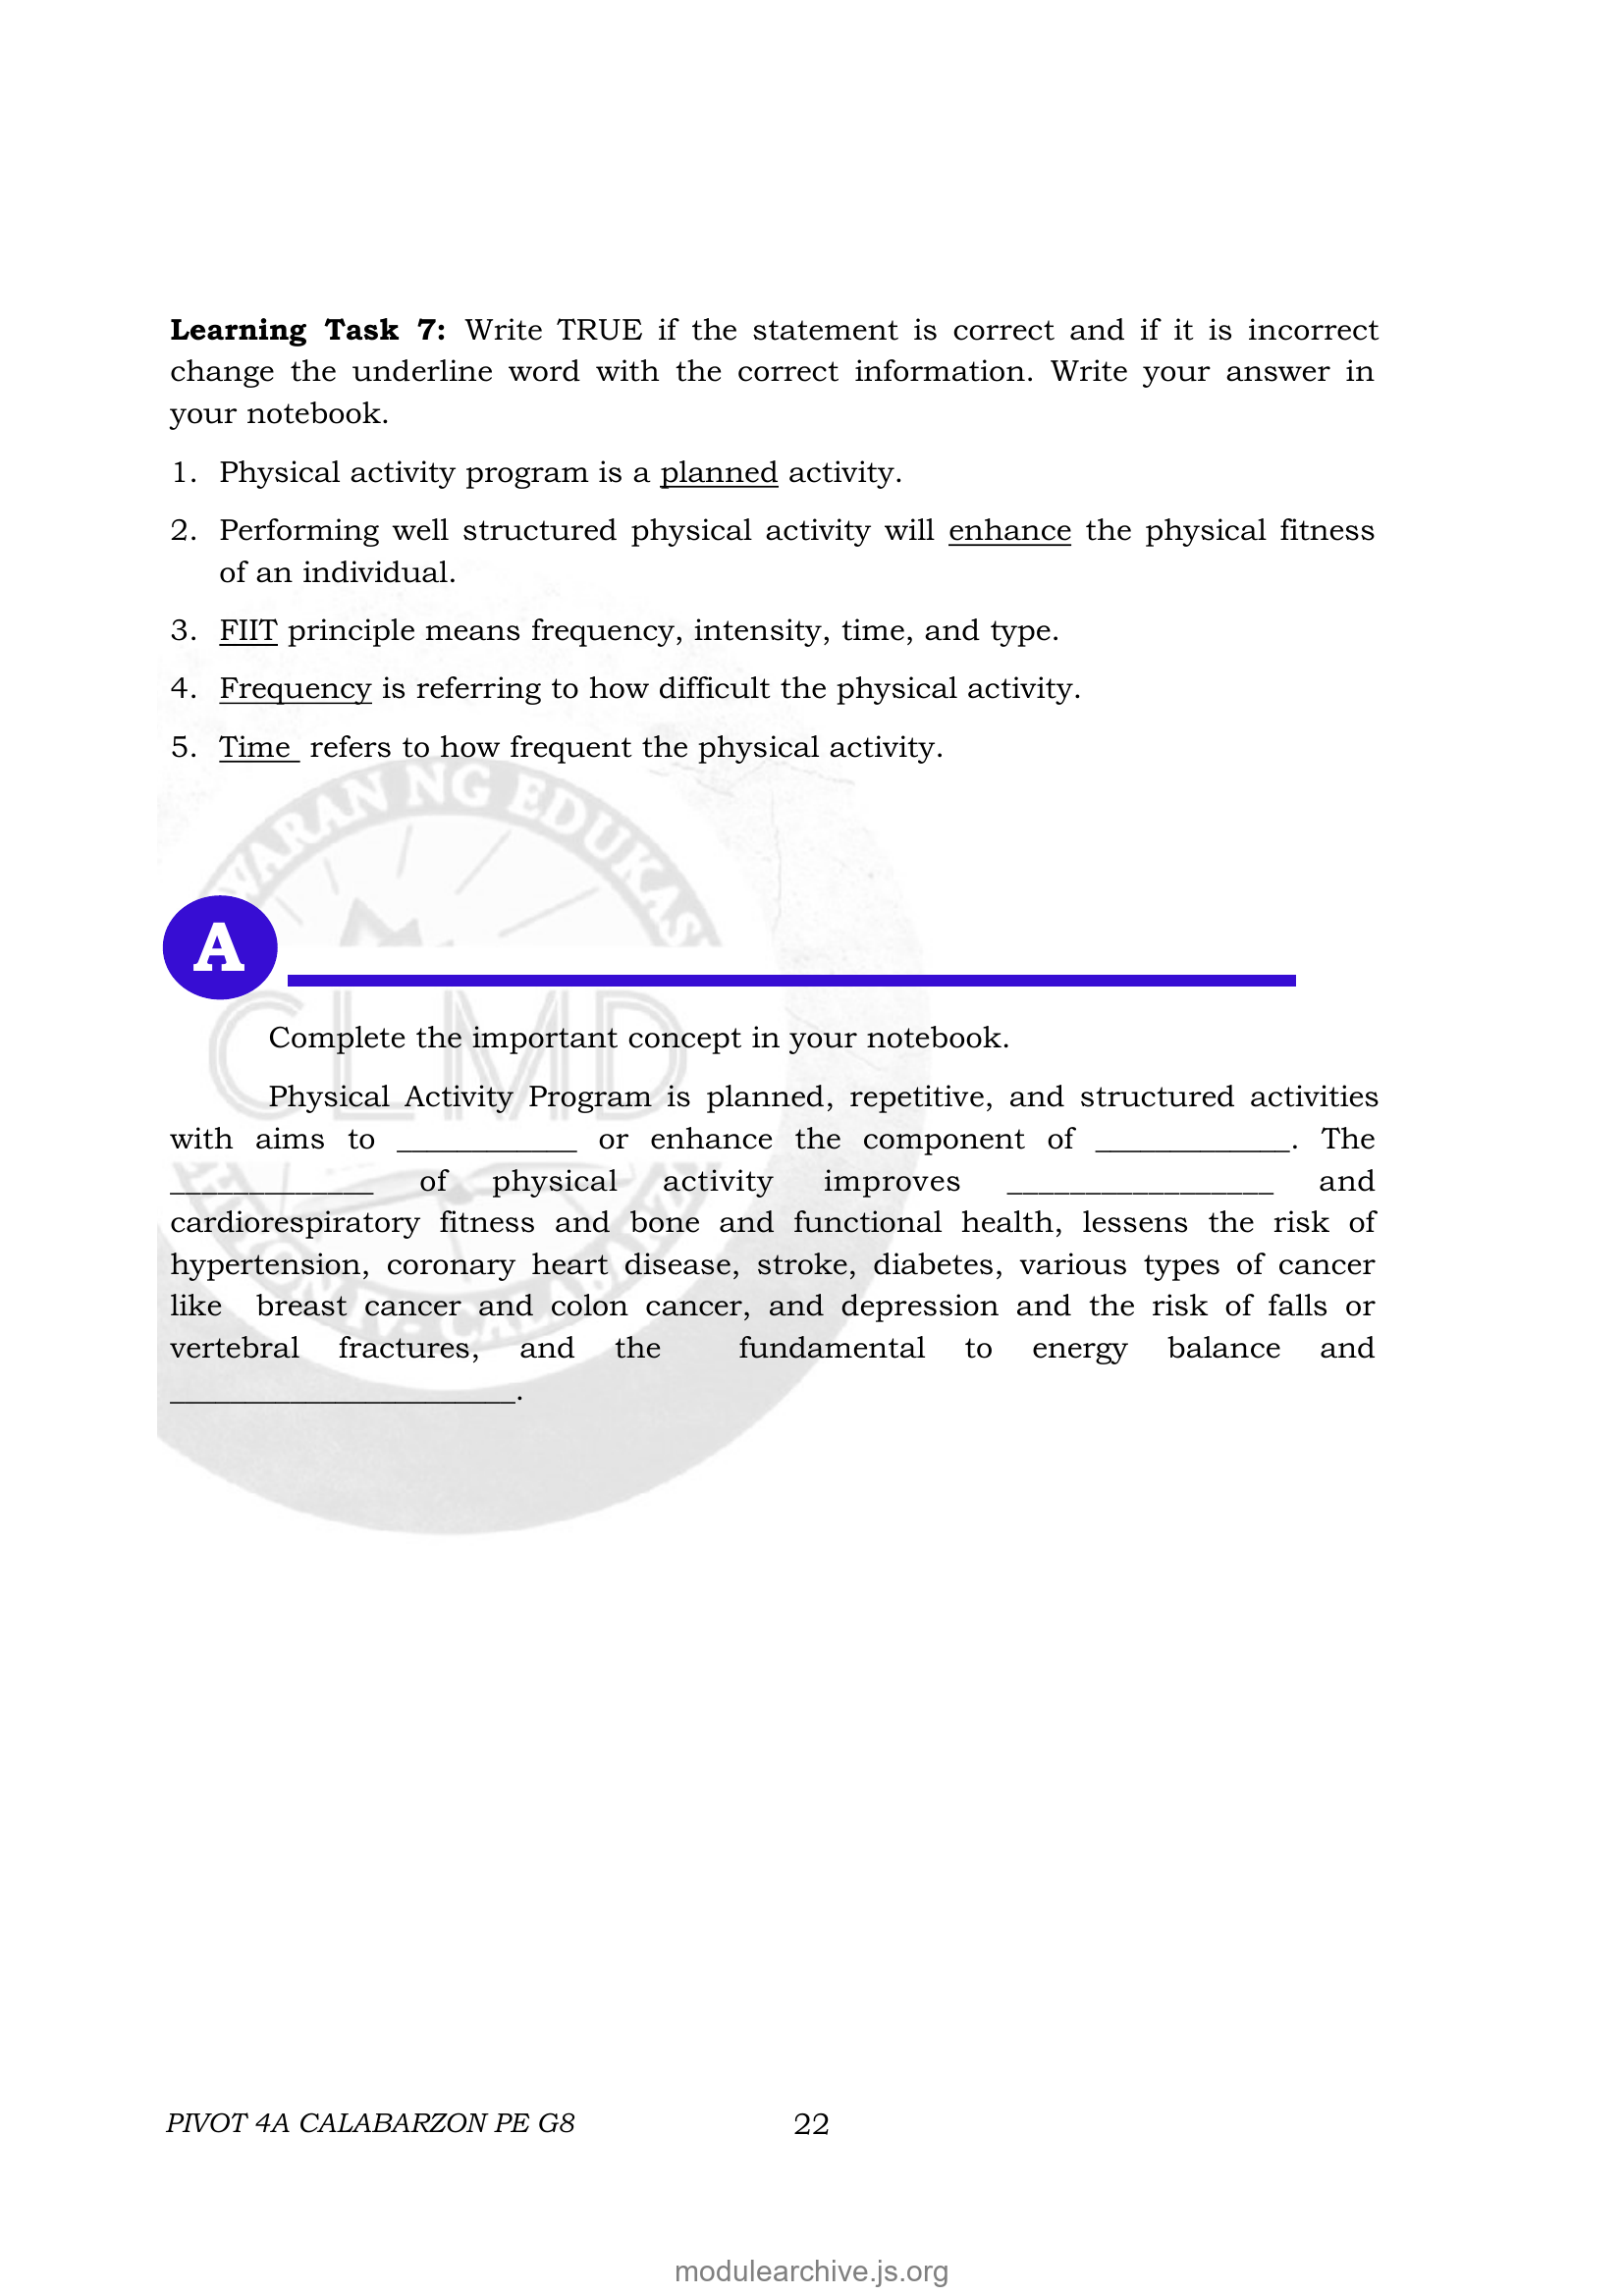 Learning Task 7: Write TRUE if the statement is correct and if it is incorrect
change the underline word with the correct information. Write your answer in
your notebook.
1. Physical activity program is a planned activity.
2. Performing well structured physical activity will enhance the physical fitness
of an individual.
3. FIIT principle means frequency, intensity, time, and type.
4. Frequency is referring to how difficult the physical activity.
5. Time refers to how frequent the physical activity.
WARAN NG EDUKAS
A
CLMD
Complete the important concept in your notebook.
Physical Activity Program is planned, repetitive, and structured activities
with aims to ____________ or enhance the component of _____________. The
______________ of physical activity improves __________________ and
cardiorespiratory fitness and bone and functional health, lessens the risk of
hypertension, coronary heart disease, stroke, diabetes, various types of cancer
like breast cancer and colon cancer, and depression and the risk of falls or
vertebral fractures, and the fundamental to energy balance and
_______________________.
PIVOT 4A CALABARZON PE G8 22
modulearchive.js.org